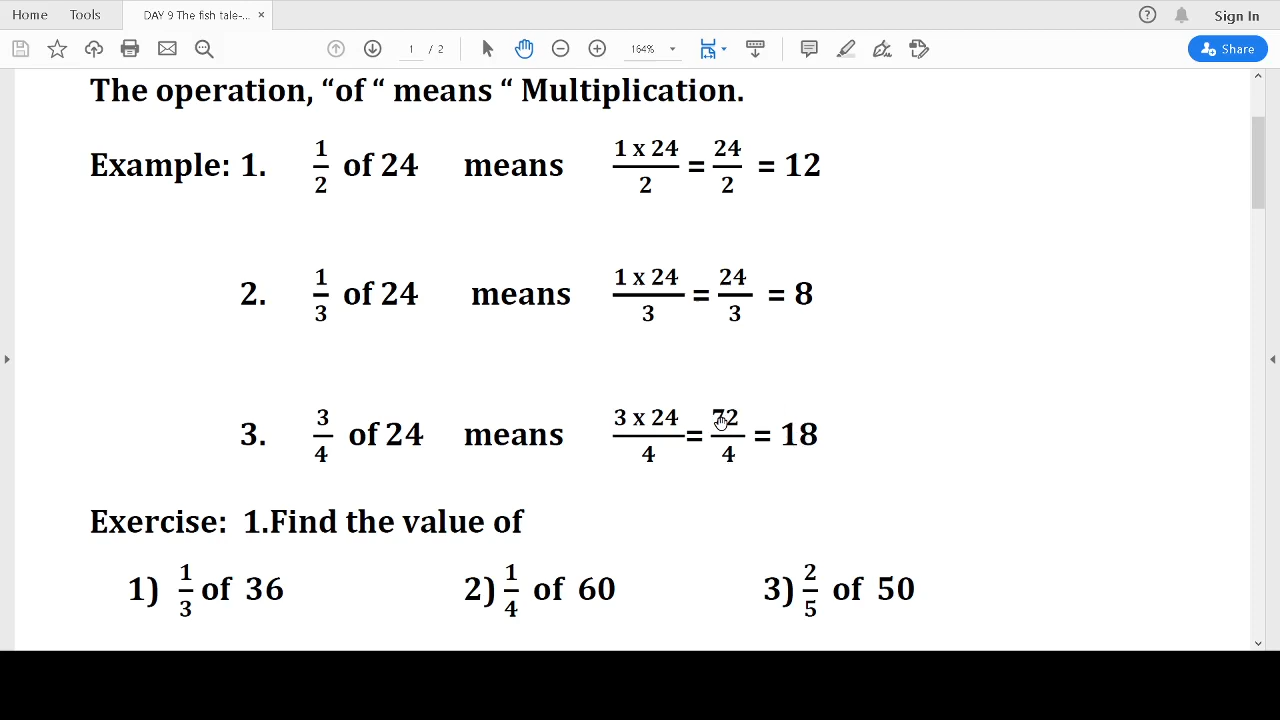 Home Tools DAY 9 The fish tale-... ×
Sign In
1 / 2 164% Share
The operation, “of “ means “ Multiplication.
Example: 1. 1/2 of 24 means 1 x 24/2 = 24/2 = 12
2. 1/3 of 24 means 1 x 24/3 = 24/3 = 8
3. 3/4 of 24 means 3 x 24/4 = 72/4 = 18
Exercise: 1.Find the value of
1) 1/3 of 36 2) 1/4 of 60 3) 2/5 of 50